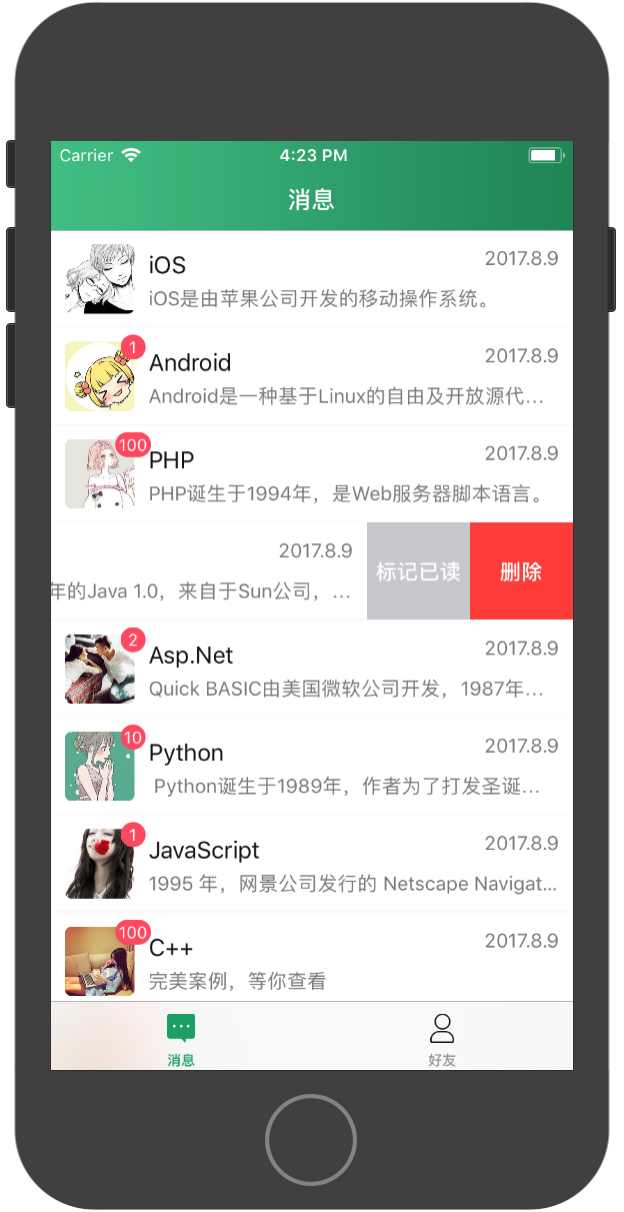 Carrier 4:23 PM
消息
iOS 2017.8.9
iOS是由苹果公司开发的移动操作系统。
1
Android 2017.8.9
Android是一种基于Linux的自由及开放源代...
100
PHP 2017.8.9
PHP诞生于1994年，是Web服务器脚本语言。
2017.8.9
年的Java 1.0，来自于Sun公司，...
标记已读 删除
2
Asp.Net 2017.8.9
Quick BASIC由美国微软公司开发，1987年...
10
Python 2017.8.9
Python诞生于1989年，作者为了打发圣诞...
1
JavaScript 2017.8.9
1995 年，网景公司发行的 Netscape Navigat...
100
C++ 2017.8.9
完美案例，等你查看
消息 好友